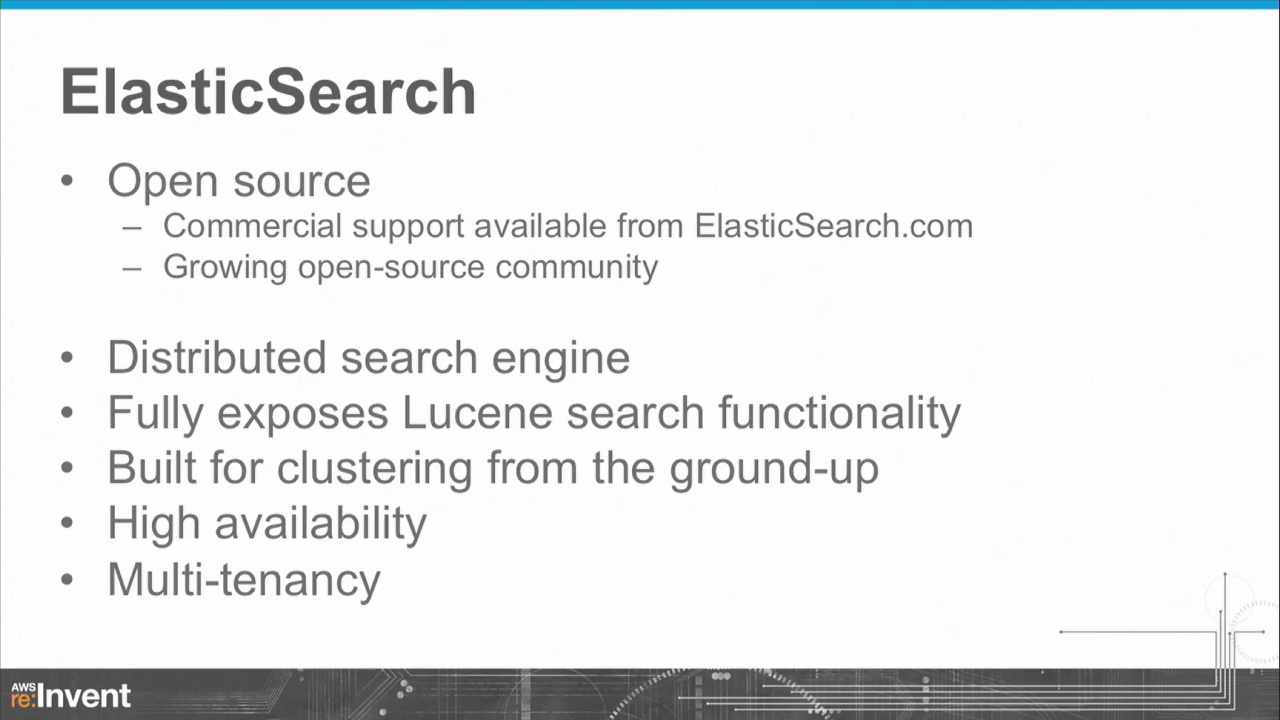 ElasticSearch
• Open source
– Commercial support available from ElasticSearch.com
– Growing open-source community
• Distributed search engine
• Fully exposes Lucene search functionality
• Built for clustering from the ground-up
• High availability
• Multi-tenancy
AWS
re:Invent